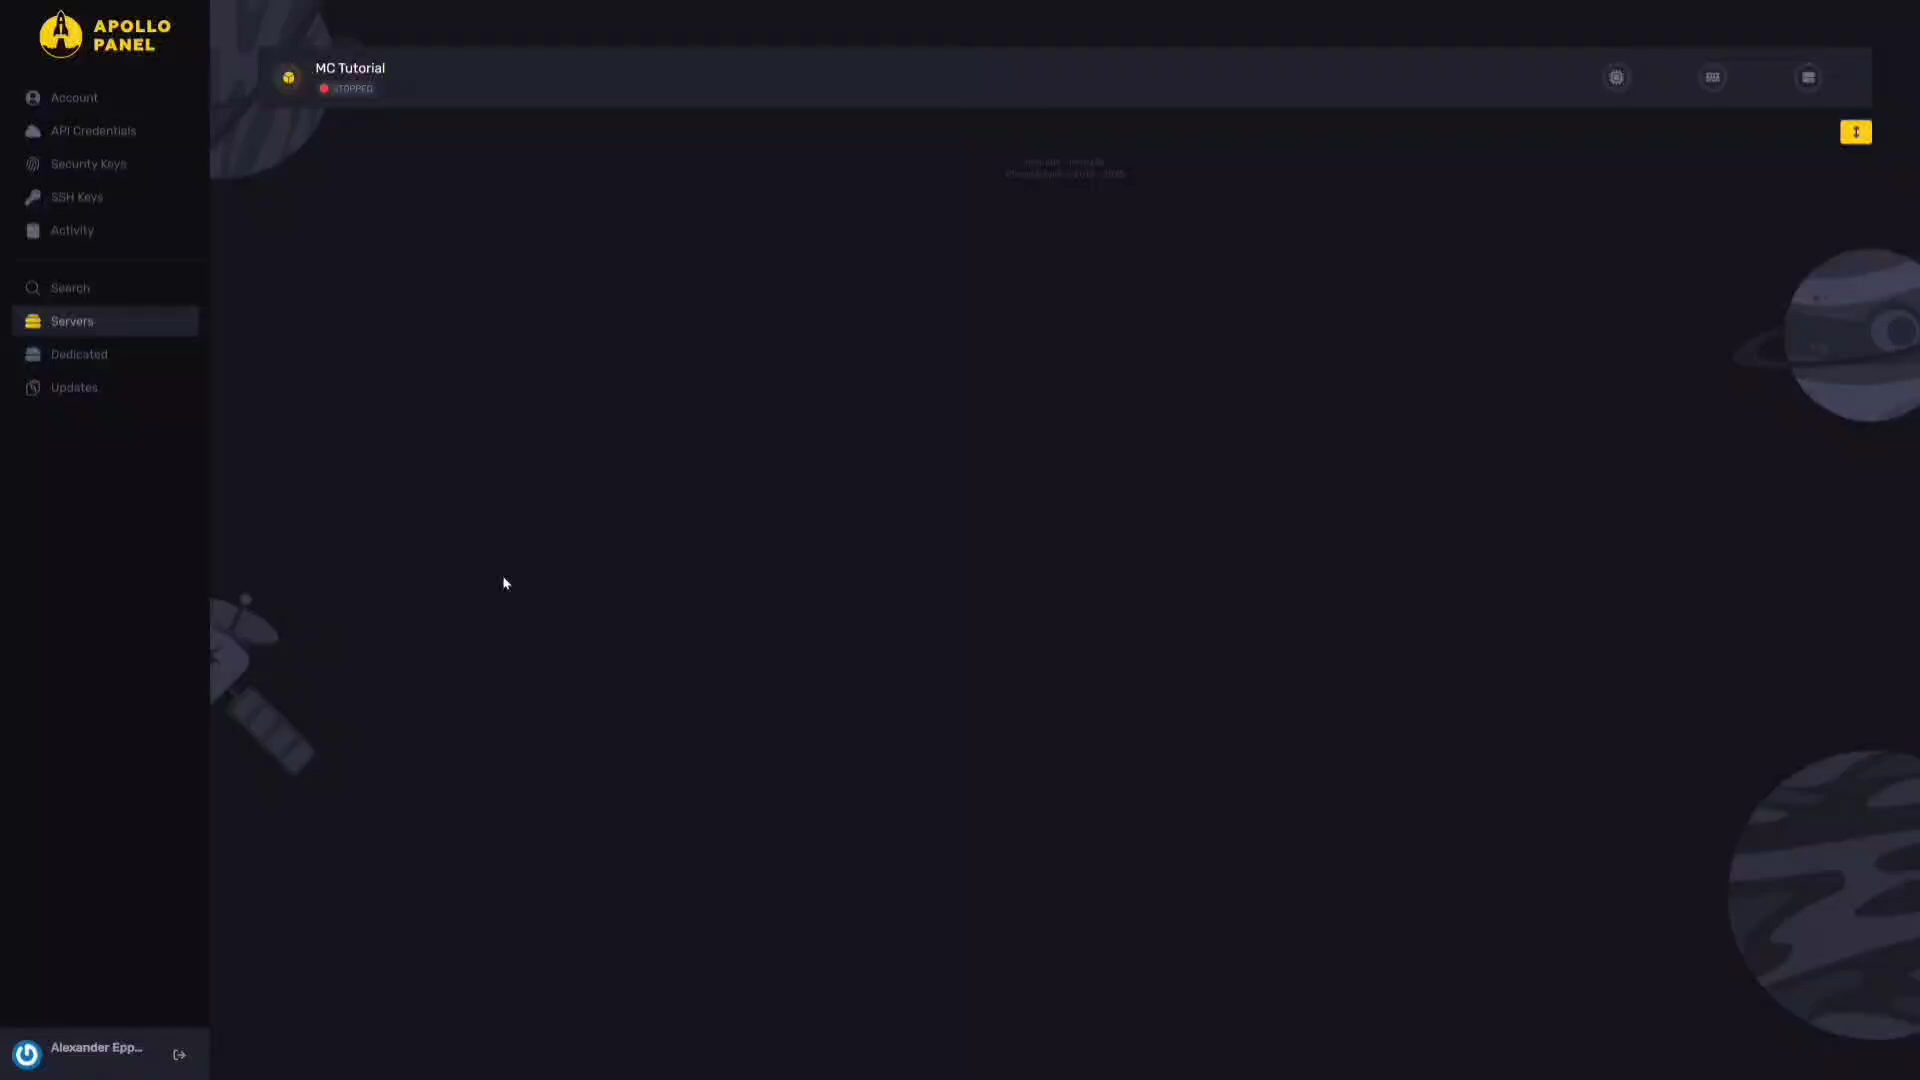 APOLLO
PANEL
Account
API Credentials
Security Keys
SSH Keys
Activity
Search
Servers
Dedicated
Updates
MC Tutorial
STOPPED
Alexander Epp...